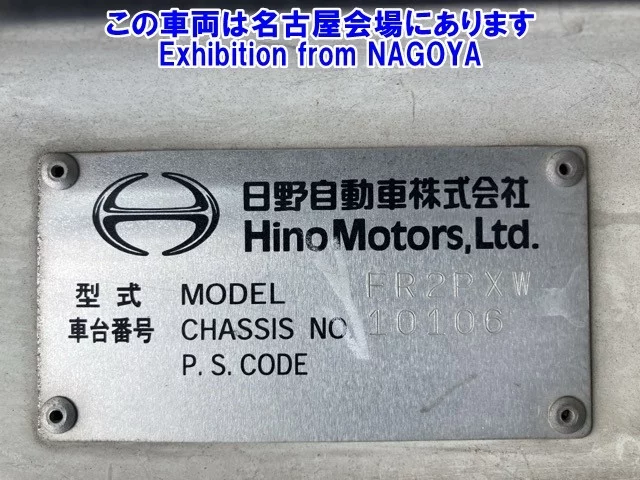 この車両は名古屋会場にあります
Exhibition from NAGOYA
日野自動車株式会社
Hino Motors, Ltd.
型式 MODEL FR2PXW
車台番号 CHASSIS NO. 10106
P. S. CODE